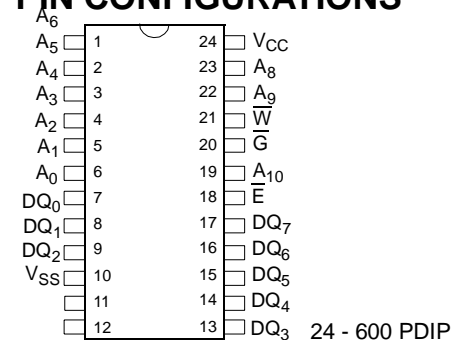 PIN CONFIGURATIONS
A6
A5 1 24 VCC
A4 2 23 A8
A3 3 22 A9
A2 4 21 W̅
A1 5 20 G̅
A0 6 19 A10
DQ0 7 18 E̅
DQ1 8 17 DQ7
DQ2 9 16 DQ6
VSS 10 15 DQ5
11 14 DQ4
12 13 DQ3 24 - 600 PDIP